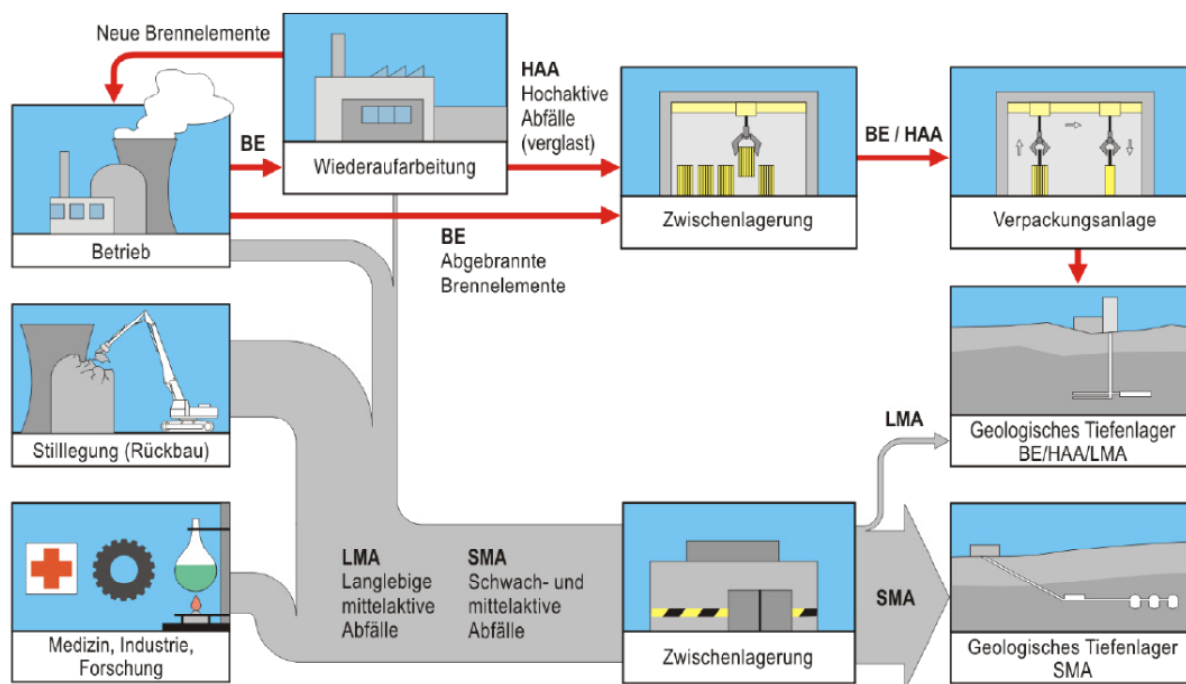 Neue Brennelemente
BE
Betrieb
Wiederaufarbeitung
HAA
Hochaktive
Abfälle
(verglast)
BE
Abgebrannte
Brennelemente
Zwischenlagerung
BE / HAA
Verpackungsanlage
Stilllegung (Rückbau)
LMA
Geologisches Tiefenlager
BE/HAA/LMA
Medizin, Industrie,
Forschung
LMA
Langlebige
mittelaktive
Abfälle
SMA
Schwach- und
mittelaktive
Abfälle
Zwischenlagerung
SMA
Geologisches Tiefenlager
SMA